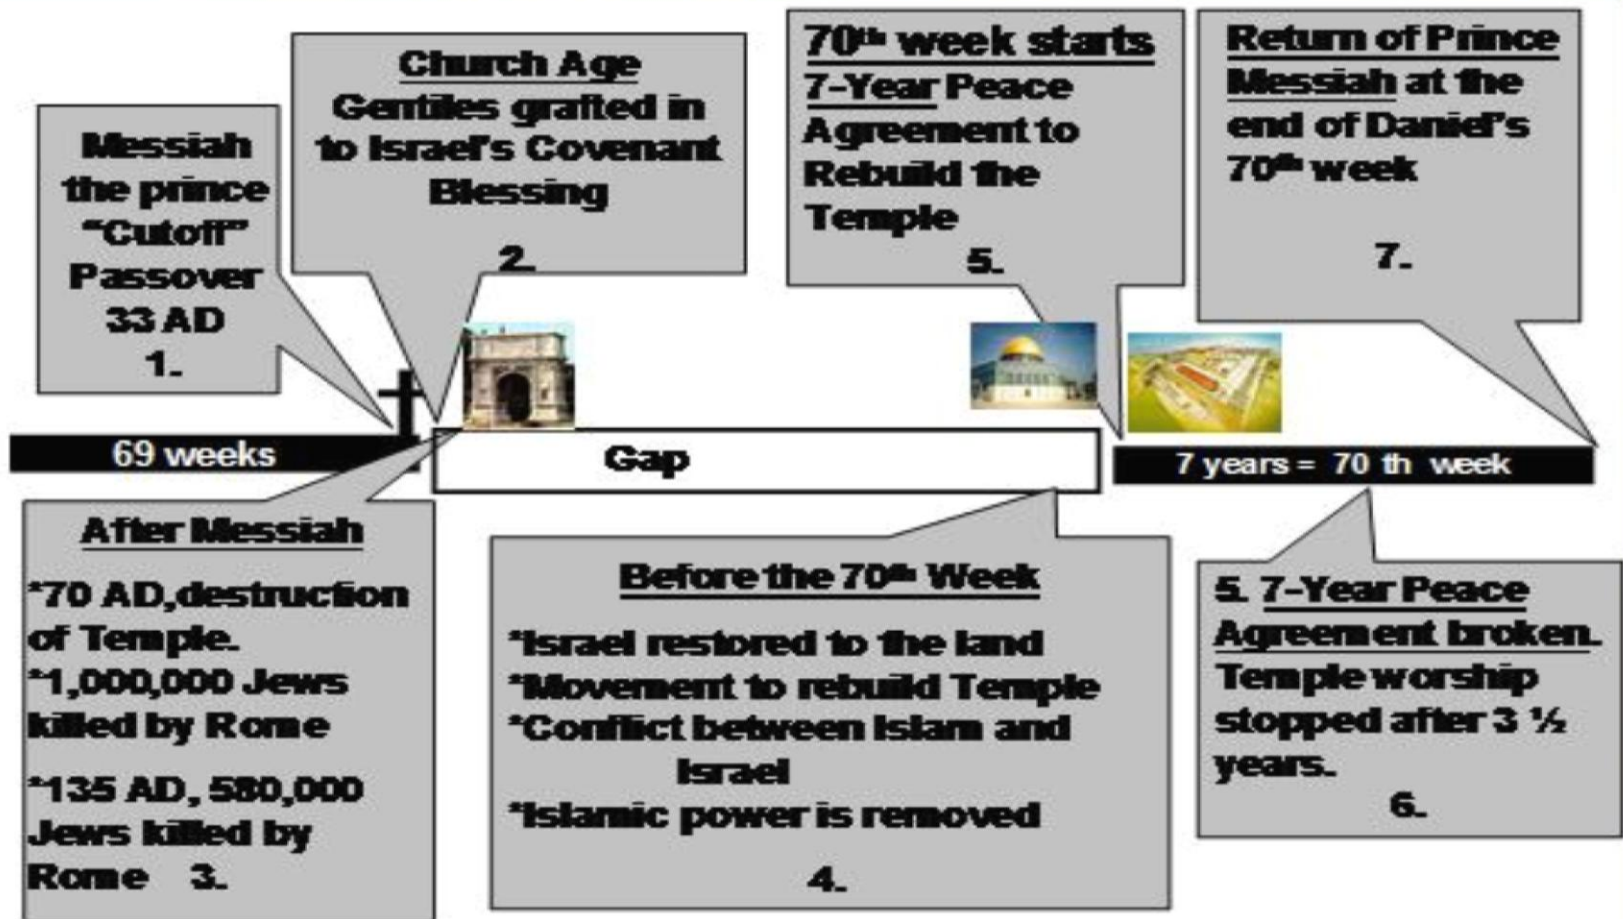 Messiah
the prince
“Cutoff”
Passover
33 AD
1.
Church Age
Gentiles grafted in
to Israel's Covenant
Blessing
2.
70th week starts
7-Year Peace
Agreement to
Rebuild the
Temple
5.
Return of Prince
Messiah at the
end of Daniel's
70th week
7.
69 weeks
Gap
7 years = 70 th week
After Messiah
*70 AD,destruction
of Temple.
*1,000,000 Jews
killed by Rome
*135 AD, 580,000
Jews killed by
Rome 3.
Before the 70th Week
*Israel restored to the land
*Movement to rebuild Temple
*Conflict between Islam and
Israel
*Islamic power is removed
4.
5. 7-Year Peace
Agreement broken.
Temple worship
stopped after 3 ½
years.
6.